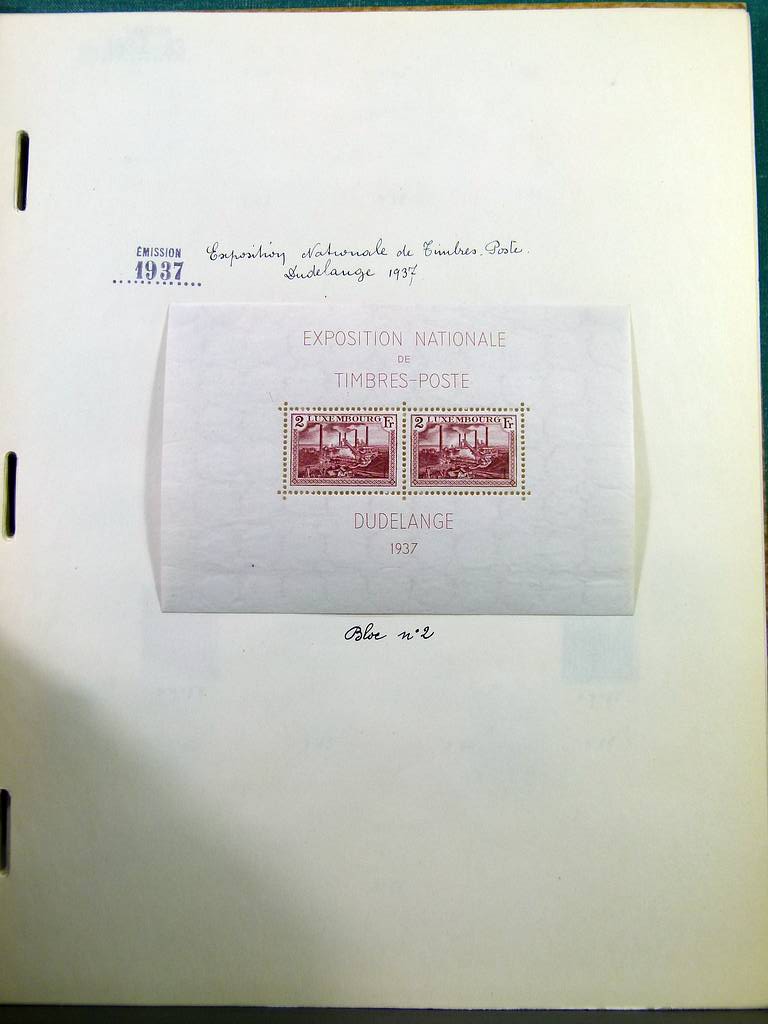 ÉMISSION
1937
Exposition Nationale de Timbres-Poste.
Dudelange 1937
EXPOSITION NATIONALE
DE
TIMBRES-POSTE
2 LUXEMBOURG Fr
2 LUXEMBOURG Fr
DUDELANGE
1937
Bloc n° 2